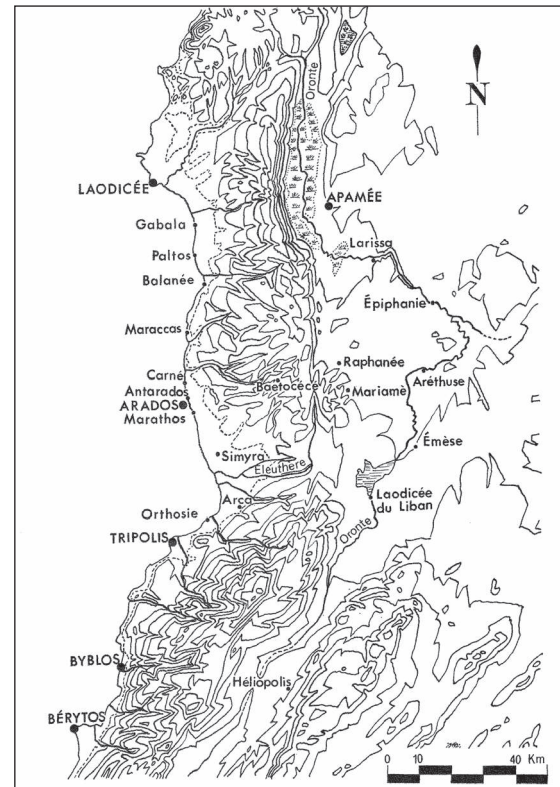 Oronte
N
LAODICÉE
APAMÉE
Gabala
Larissa
Paltos
Balanée
Épiphanie
Maraccas
Raphanée
Carné
Baetocécé
Aréthuse
Antarados
Mariamè
ARADOS
Marathos
Émèse
Simyra
Éleuthère
Laodicée
du Liban
Arca
Orthosie
Oronte
TRIPOLIS
BYBLOS
Héliopolis
BÉRYTOS
0 10 40 Km